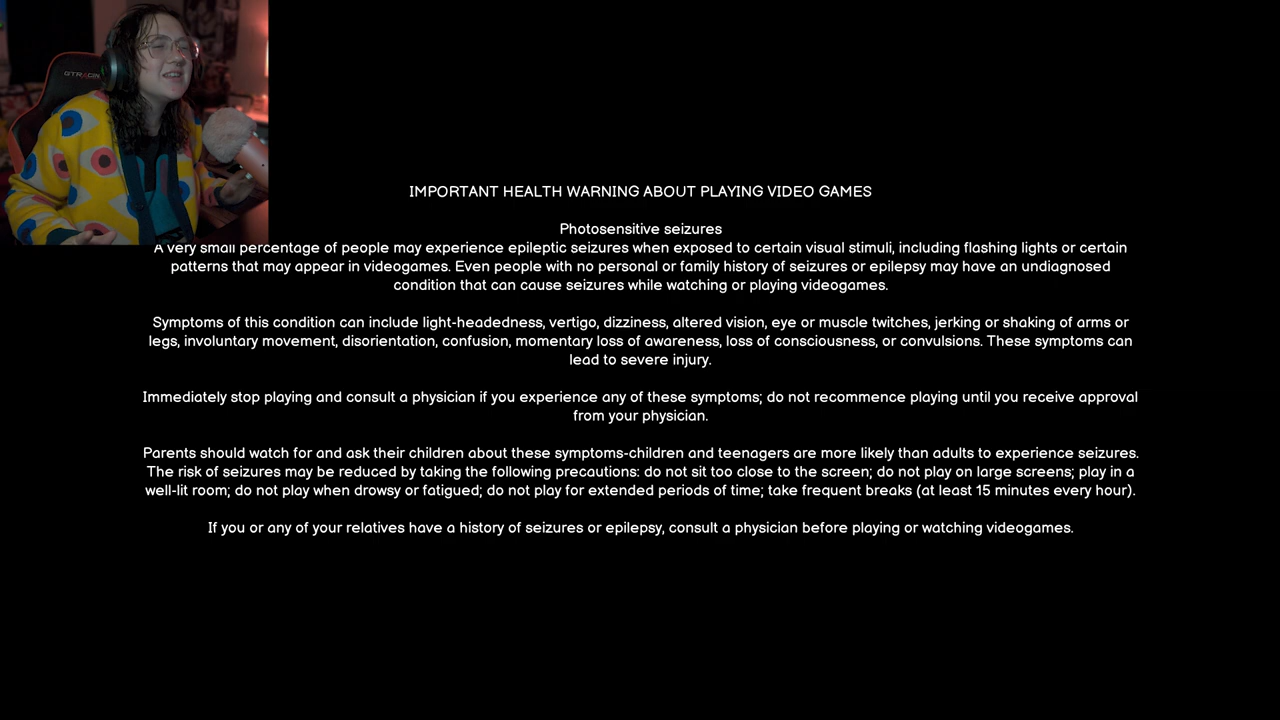 GTRACING
IMPORTANT HEALTH WARNING ABOUT PLAYING VIDEO GAMES
Photosensitive seizures
A very small percentage of people may experience epileptic seizures when exposed to certain visual stimuli, including flashing lights or certain
patterns that may appear in videogames. Even people with no personal or family history of seizures or epilepsy may have an undiagnosed
condition that can cause seizures while watching or playing videogames.
Symptoms of this condition can include light-headedness, vertigo, dizziness, altered vision, eye or muscle twitches, jerking or shaking of arms or
legs, involuntary movement, disorientation, confusion, momentary loss of awareness, loss of consciousness, or convulsions. These symptoms can
lead to severe injury.
Immediately stop playing and consult a physician if you experience any of these symptoms; do not recommence playing until you receive approval
from your physician.
Parents should watch for and ask their children about these symptoms-children and teenagers are more likely than adults to experience seizures.
The risk of seizures may be reduced by taking the following precautions: do not sit too close to the screen; do not play on large screens; play in a
well-lit room; do not play when drowsy or fatigued; do not play for extended periods of time; take frequent breaks (at least 15 minutes every hour).
If you or any of your relatives have a history of seizures or epilepsy, consult a physician before playing or watching videogames.